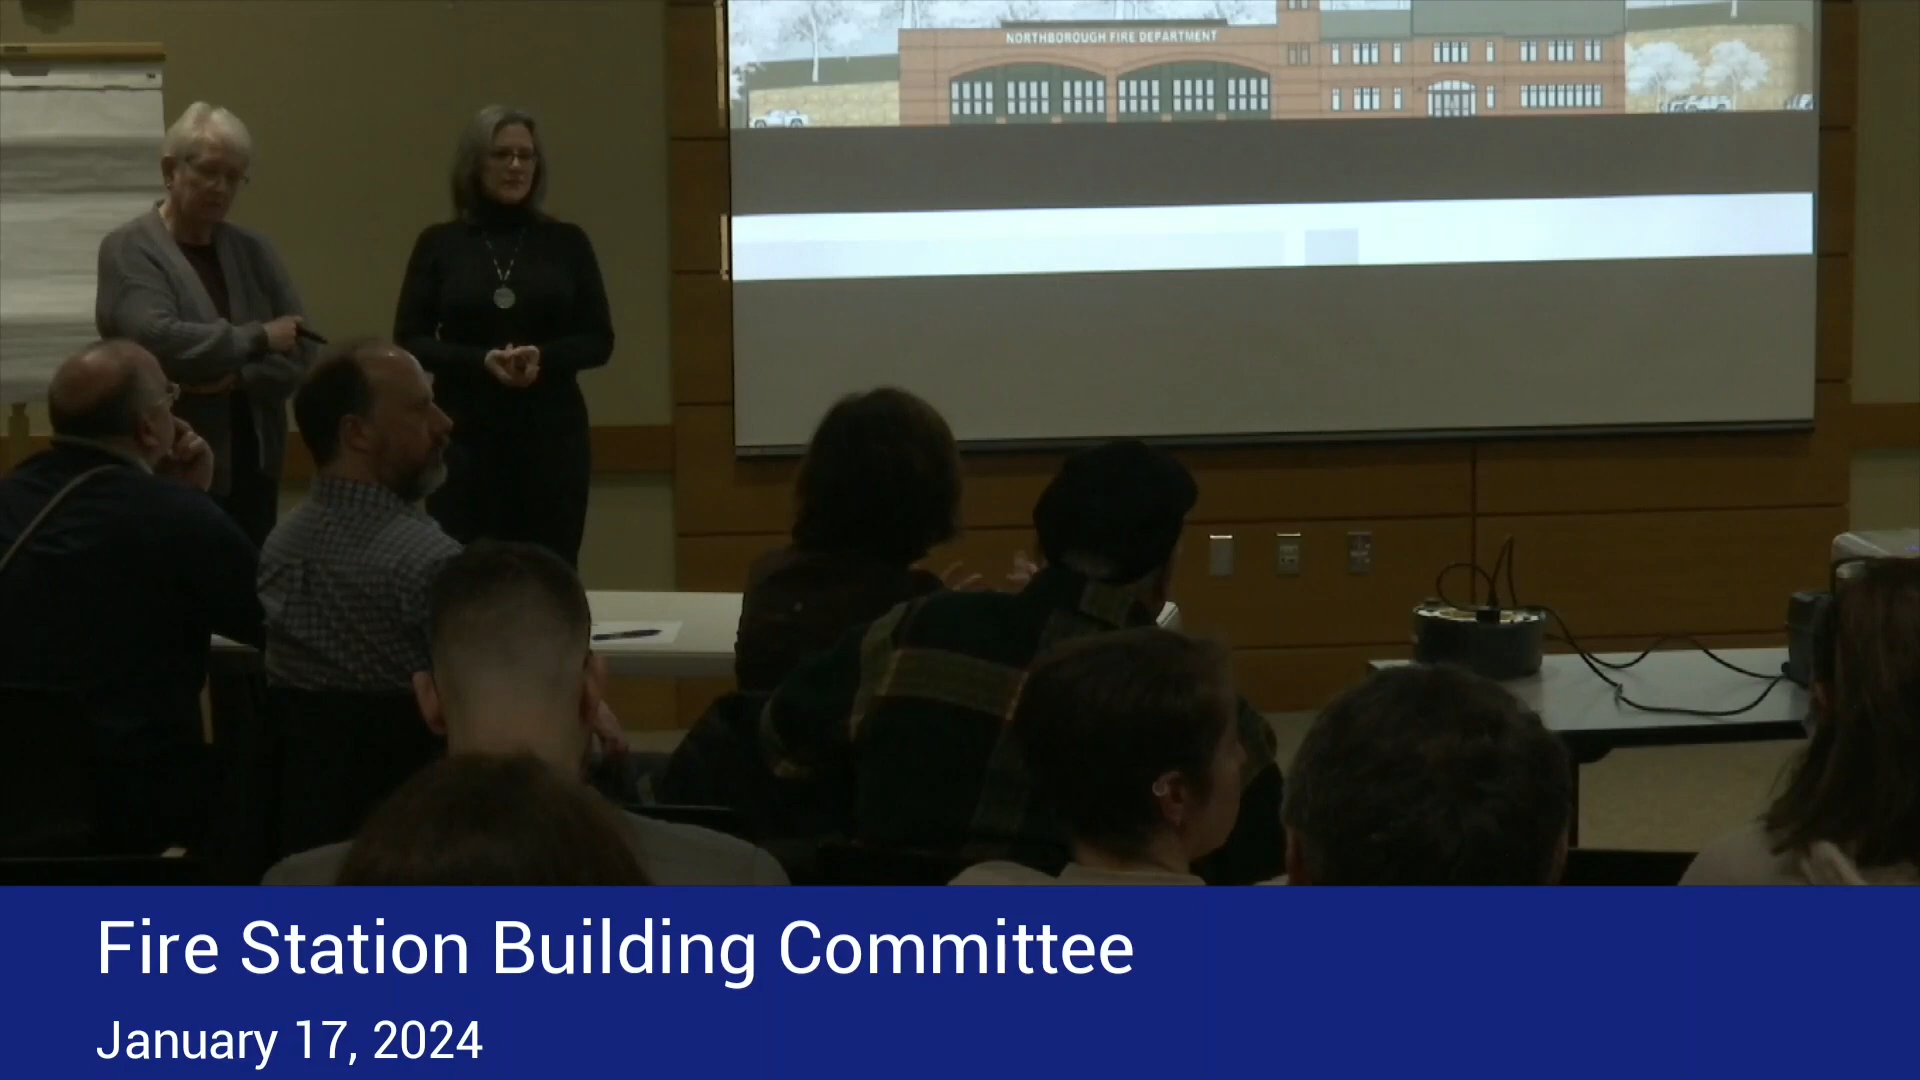 NORTHBOROUGH FIRE DEPARTMENT
Fire Station Building Committee
January 17, 2024